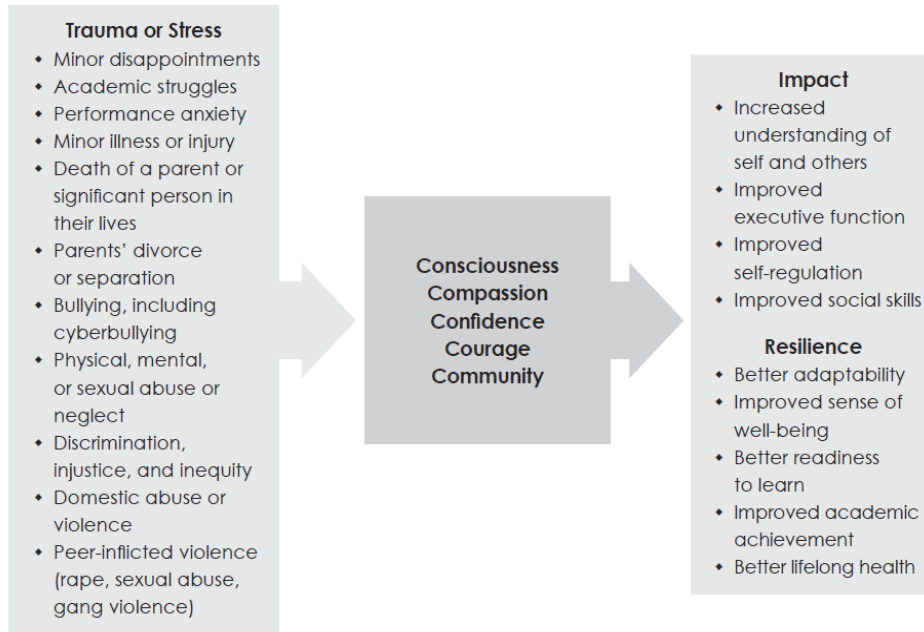 Trauma or Stress
◆ Minor disappointments
◆ Academic struggles
◆ Performance anxiety
◆ Minor illness or injury
◆ Death of a parent or
significant person in
their lives
◆ Parents’ divorce
or separation
◆ Bullying, including
cyberbullying
◆ Physical, mental,
or sexual abuse or
neglect
◆ Discrimination,
injustice, and inequity
◆ Domestic abuse or
violence
◆ Peer-inflicted violence
(rape, sexual abuse,
gang violence)
Consciousness
Compassion
Confidence
Courage
Community
Impact
◆ Increased
understanding of
self and others
◆ Improved
executive function
◆ Improved
self-regulation
◆ Improved social skills
Resilience
◆ Better adaptability
◆ Improved sense of
well-being
◆ Better readiness
to learn
◆ Improved academic
achievement
◆ Better lifelong health